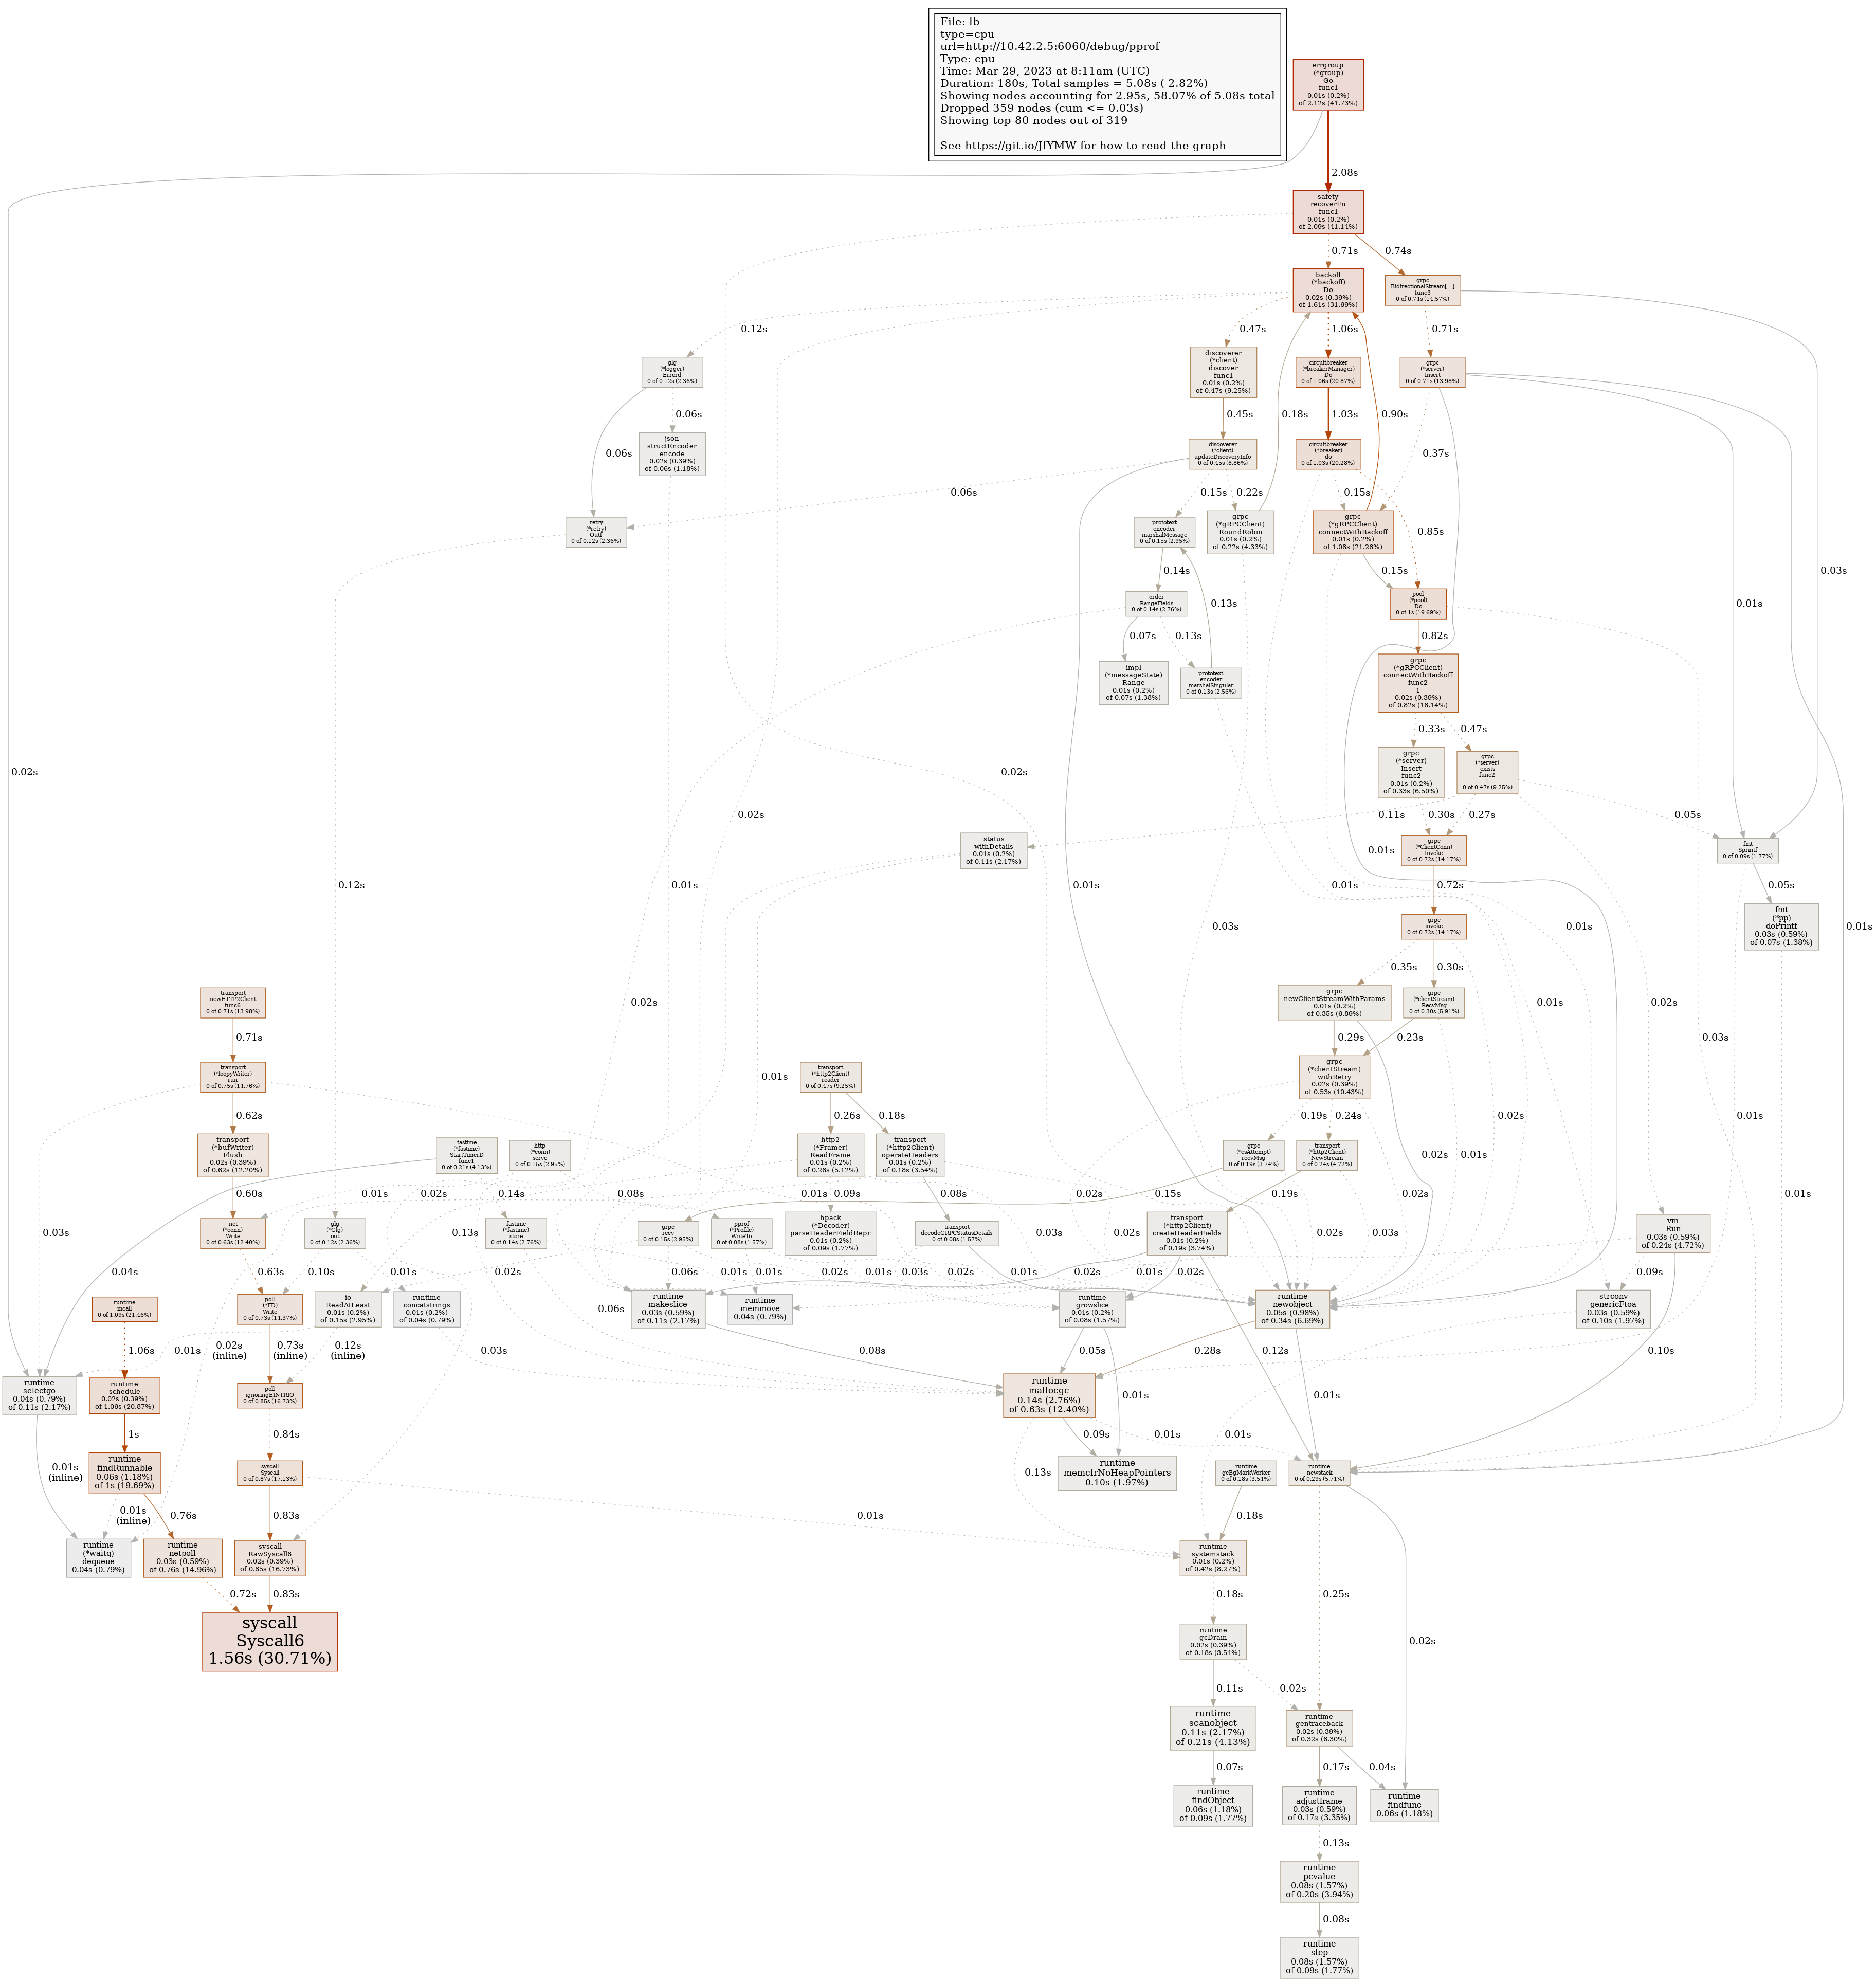 File: lb
type=cpu
url=http://10.42.2.5:6060/debug/pprof
Type: cpu
Time: Mar 29, 2023 at 8:11am (UTC)
Duration: 180s, Total samples = 5.08s ( 2.82%)
Showing nodes accounting for 2.95s, 58.07% of 5.08s total
Dropped 359 nodes (cum <= 0.03s)
Showing top 80 nodes out of 319
See https://git.io/JfYMW for how to read the graph
errgroup
(*group)
Go
func1
0.01s (0.2%)
of 2.12s (41.73%)
2.08s
safety
recoverFn
func1
0.01s (0.2%)
of 2.09s (41.14%)
0.71s
0.74s
backoff
(*backoff)
Do
0.02s (0.39%)
of 1.61s (31.69%)
grpc
BidirectionalStream[...]
func3
0 of 0.74s (14.57%)
0.12s
0.47s
1.06s
0.71s
glg
(*logger)
Errord
0 of 0.12s (2.36%)
discoverer
(*client)
discover
func1
0.01s (0.2%)
of 0.47s (9.25%)
circuitbreaker
(*breakerManager)
Do
0 of 1.06s (20.87%)
grpc
(*server)
Insert
0 of 0.71s (13.98%)
0.06s
0.45s
0.18s
1.03s
0.90s
json
structEncoder
encode
0.02s (0.39%)
of 0.06s (1.18%)
discoverer
(*client)
updateDiscoveryInfo
0 of 0.45s (8.86%)
circuitbreaker
(*breaker)
do
0 of 1.03s (20.28%)
0.06s
0.37s
0.06s
0.15s
0.22s
0.15s
0.85s
retry
(*retry)
Outf
0 of 0.12s (2.36%)
prototext
encoder
marshalMessage
0 of 0.15s (2.95%)
grpc
(*gRPCClient)
RoundRobin
0.01s (0.2%)
of 0.22s (4.33%)
grpc
(*gRPCClient)
connectWithBackoff
0.01s (0.2%)
of 1.08s (21.26%)
0.14s
0.13s
0.15s
0.03s
0.01s
order
RangeFields
0 of 0.14s (2.76%)
pool
(*pool)
Do
0 of 1s (19.69%)
0.07s
0.13s
0.82s
impl
(*messageState)
Range
0.01s (0.2%)
of 0.07s (1.38%)
prototext
encoder
marshalSingular
0 of 0.13s (2.56%)
grpc
(*gRPCClient)
connectWithBackoff
func2
1
0.02s (0.39%)
of 0.82s (16.14%)
0.33s
0.47s
0.02s
0.02s
grpc
(*server)
Insert
func2
0.01s (0.2%)
of 0.33s (6.50%)
grpc
(*server)
exists
func2
1
0 of 0.47s (9.25%)
0.02s
0.11s
0.30s
0.27s
0.05s
status
withDetails
0.01s (0.2%)
of 0.11s (2.17%)
grpc
(*ClientConn)
Invoke
0 of 0.72s (14.17%)
fmt
Sprintf
0 of 0.09s (1.77%)
0.12s
0.01s
0.01s
0.01s
0.01s
0.72s
0.05s
0.03s
grpc
invoke
0 of 0.72s (14.17%)
fmt
(*pp)
doPrintf
0.03s (0.59%)
of 0.07s (1.38%)
0.01s
0.01s
0.02s
0.35s
0.30s
0.01s
0.02s
transport
newHTTP2Client
func6
0 of 0.71s (13.98%)
grpc
newClientStreamWithParams
0.01s (0.2%)
of 0.35s (6.89%)
grpc
(*clientStream)
RecvMsg
0 of 0.30s (5.91%)
0.71s
0.29s
0.23s
0.03s
transport
(*loopyWriter)
run
0 of 0.75s (14.76%)
transport
(*http2Client)
reader
0 of 0.47s (9.25%)
grpc
(*clientStream)
withRetry
0.02s (0.39%)
of 0.53s (10.43%)
0.01s
0.62s
0.26s
0.18s
0.19s
0.24s
0.02s
0.01s
transport
(*bufWriter)
Flush
0.02s (0.39%)
of 0.62s (12.20%)
fastime
(*fastime)
StartTimerD
func1
0 of 0.21s (4.13%)
http
(*conn)
serve
0 of 0.15s (2.95%)
http2
(*Framer)
ReadFrame
0.01s (0.2%)
of 0.26s (5.12%)
transport
(*http2Client)
operateHeaders
0.01s (0.2%)
of 0.18s (3.54%)
grpc
(*csAttempt)
recvMsg
0 of 0.19s (3.74%)
transport
(*http2Client)
NewStream
0 of 0.24s (4.72%)
0.60s
0.01s
0.02s
0.14s
0.08s
0.01s
0.09s
0.08s
0.02s
0.15s
0.19s
0.02s
0.01s
net
(*conn)
Write
0 of 0.63s (12.40%)
glg
(*Glg)
out
0 of 0.12s (2.36%)
fastime
(*fastime)
store
0 of 0.14s (2.76%)
grpc
recv
0 of 0.15s (2.95%)
pprof
(*Profile)
WriteTo
0 of 0.08s (1.57%)
hpack
(*Decoder)
parseHeaderFieldRepr
0.01s (0.2%)
of 0.09s (1.77%)
transport
decodeGRPCStatusDetails
0 of 0.08s (1.57%)
transport
(*http2Client)
createHeaderFields
0.01s (0.2%)
of 0.19s (3.74%)
vm
Run
0.03s (0.59%)
of 0.24s (4.72%)
0.03s
0.13s
0.03s
0.02s
0.02s
0.03s
0.04s
0.63s
0.10s
0.01s
0.02s
0.06s
0.01s
0.01s
0.02s
0.01s
0.03s
0.02s
0.01s
0.02s
0.01s
0.02s
0.09s
runtime
mcall
0 of 1.09s (21.46%)
poll
(*FD)
Write
0 of 0.73s (14.37%)
io
ReadAtLeast
0.01s (0.2%)
of 0.15s (2.95%)
runtime
concatstrings
0.01s (0.2%)
of 0.04s (0.79%)
runtime
makeslice
0.03s (0.59%)
of 0.11s (2.17%)
runtime
memmove
0.04s (0.79%)
runtime
growslice
0.01s (0.2%)
of 0.08s (1.57%)
runtime
newobject
0.05s (0.98%)
of 0.34s (6.69%)
strconv
genericFtoa
0.03s (0.59%)
of 0.10s (1.97%)
1.06s
0.01s
0.02s
(inline)
0.73s
(inline)
0.12s
(inline)
0.03s
0.06s
0.08s
0.05s
0.28s
0.12s
0.10s
runtime
selectgo
0.04s (0.79%)
of 0.11s (2.17%)
runtime
schedule
0.02s (0.39%)
of 1.06s (20.87%)
poll
ignoringEINTRIO
0 of 0.85s (16.73%)
runtime
mallocgc
0.14s (2.76%)
of 0.63s (12.40%)
0.01s
0.01s
1s
0.84s
0.09s
0.01s
0.01s
0.01s
(inline)
runtime
findRunnable
0.06s (1.18%)
of 1s (19.69%)
syscall
Syscall
0 of 0.87s (17.13%)
0.13s
runtime
memclrNoHeapPointers
0.10s (1.97%)
runtime
gcBgMarkWorker
0 of 0.18s (3.54%)
runtime
newstack
0 of 0.29s (5.71%)
0.01s
(inline)
0.76s
0.83s
0.01s
0.18s
runtime
(*waitq)
dequeue
0.04s (0.79%)
runtime
netpoll
0.03s (0.59%)
of 0.76s (14.96%)
syscall
RawSyscall6
0.02s (0.39%)
of 0.85s (16.73%)
runtime
systemstack
0.01s (0.2%)
of 0.42s (8.27%)
0.72s
0.83s
0.18s
0.25s
syscall
Syscall6
1.56s (30.71%)
runtime
gcDrain
0.02s (0.39%)
of 0.18s (3.54%)
0.02s
0.11s
0.02s
runtime
scanobject
0.11s (2.17%)
of 0.21s (4.13%)
runtime
gentraceback
0.02s (0.39%)
of 0.32s (6.30%)
0.07s
0.17s
0.04s
runtime
findObject
0.06s (1.18%)
of 0.09s (1.77%)
runtime
adjustframe
0.03s (0.59%)
of 0.17s (3.35%)
runtime
findfunc
0.06s (1.18%)
0.13s
runtime
pcvalue
0.08s (1.57%)
of 0.20s (3.94%)
0.08s
runtime
step
0.08s (1.57%)
of 0.09s (1.77%)